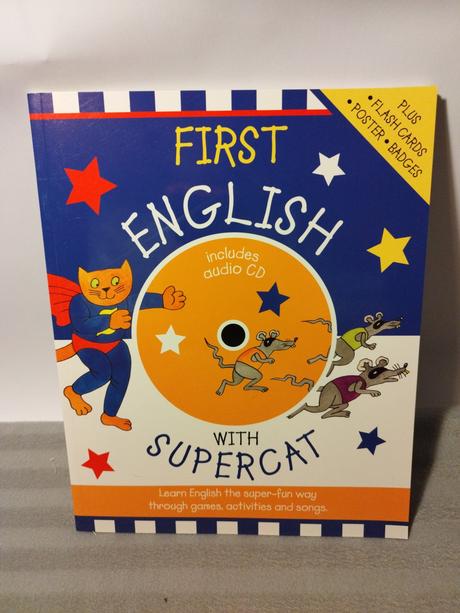 FIRST
ENGLISH
PLUS
• FLASH CARDS
• POSTER • BADGES
includes
audio CD
WITH
SUPERCAT
Learn English the super-fun way
through games, activities and songs.